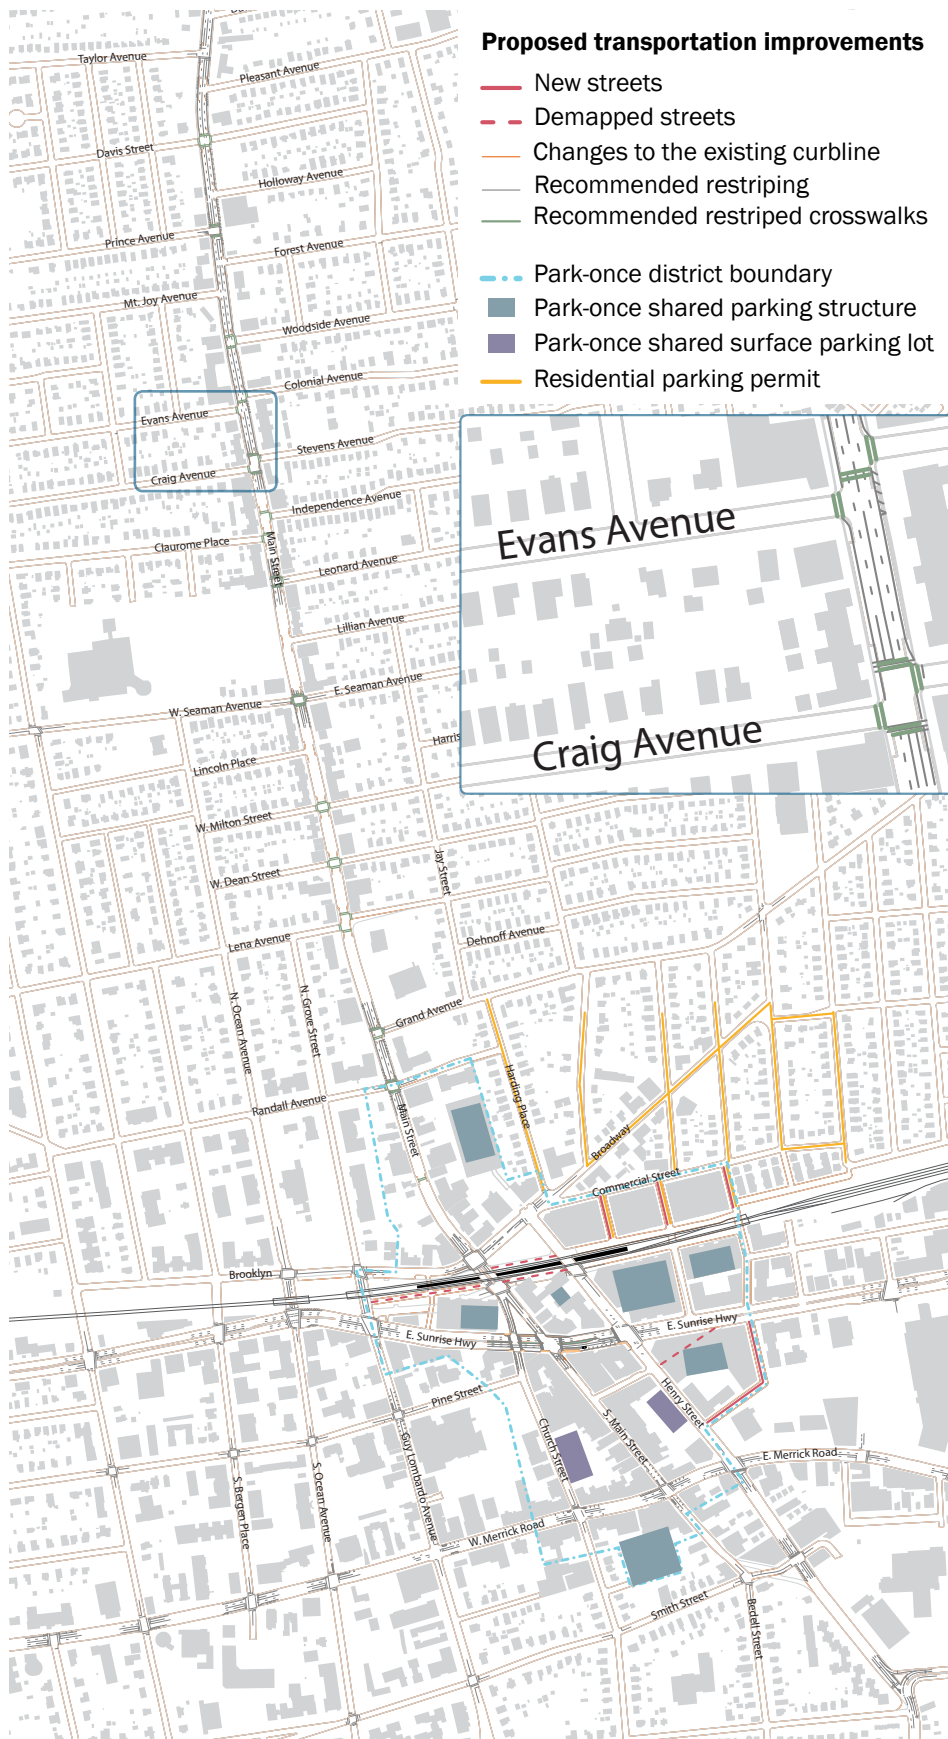 Proposed transportation improvements
New streets
Demapped streets
Changes to the existing curbline
Recommended restriping
Recommended restriped crosswalks
Park-once district boundary
Park-once shared parking structure
Park-once shared surface parking lot
Residential parking permit
Taylor Avenue
Pleasant Avenue
Davis Street
Holloway Avenue
Prince Avenue
Forest Avenue
Mt. Joy Avenue
Woodside Avenue
Colonial Avenue
Evans Avenue
Stevens Avenue
Craig Avenue
Independence Avenue
Claurome Place
Main Street
Leonard Avenue
Lillian Avenue
E. Seaman Avenue
W. Seaman Avenue
Harris
Lincoln Place
W. Milton Street
Jay Street
W. Dean Street
Lena Avenue
Dehnoff Avenue
N. Ocean Avenue
N. Grove Street
Grand Avenue
Randall Avenue
Main Street
Harding Place
Broadway
Commercial Street
Brooklyn
E. Sunrise Hwy
E. Sunrise Hwy
Pine Street
Henry Street
S. Main Street
Church Street
Guy Lombardo Avenue
S. Ocean Avenue
S. Bergen Place
E. Merrick Road
W. Merrick Road
Smith Street
Bedell Street
Evans Avenue
Craig Avenue